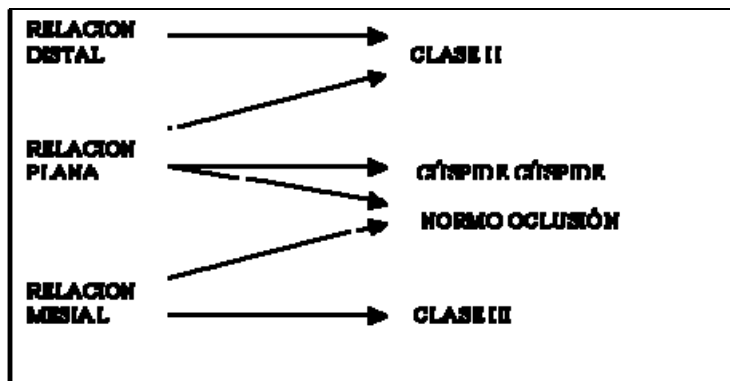 RELACION
DISTAL
CLASE II
RELACION
PLANA
CÚSPIDE CÚSPIDE
NORMO OCLUSIÓN
RELACION
MESIAL
CLASE III